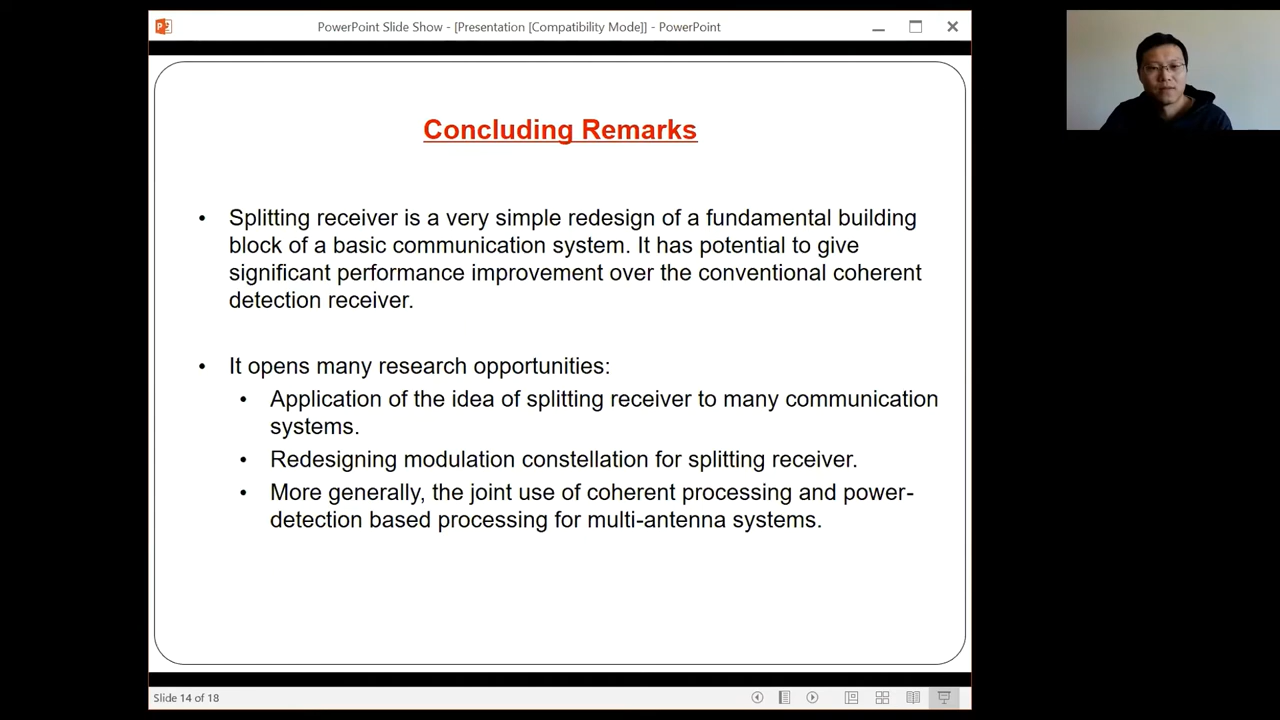 PowerPoint Slide Show - [Presentation [Compatibility Mode]] - PowerPoint
Concluding Remarks
• Splitting receiver is a very simple redesign of a fundamental building
block of a basic communication system. It has potential to give
significant performance improvement over the conventional coherent
detection receiver.
• It opens many research opportunities:
• Application of the idea of splitting receiver to many communication
systems.
• Redesigning modulation constellation for splitting receiver.
• More generally, the joint use of coherent processing and power-
detection based processing for multi-antenna systems.
Slide 14 of 18